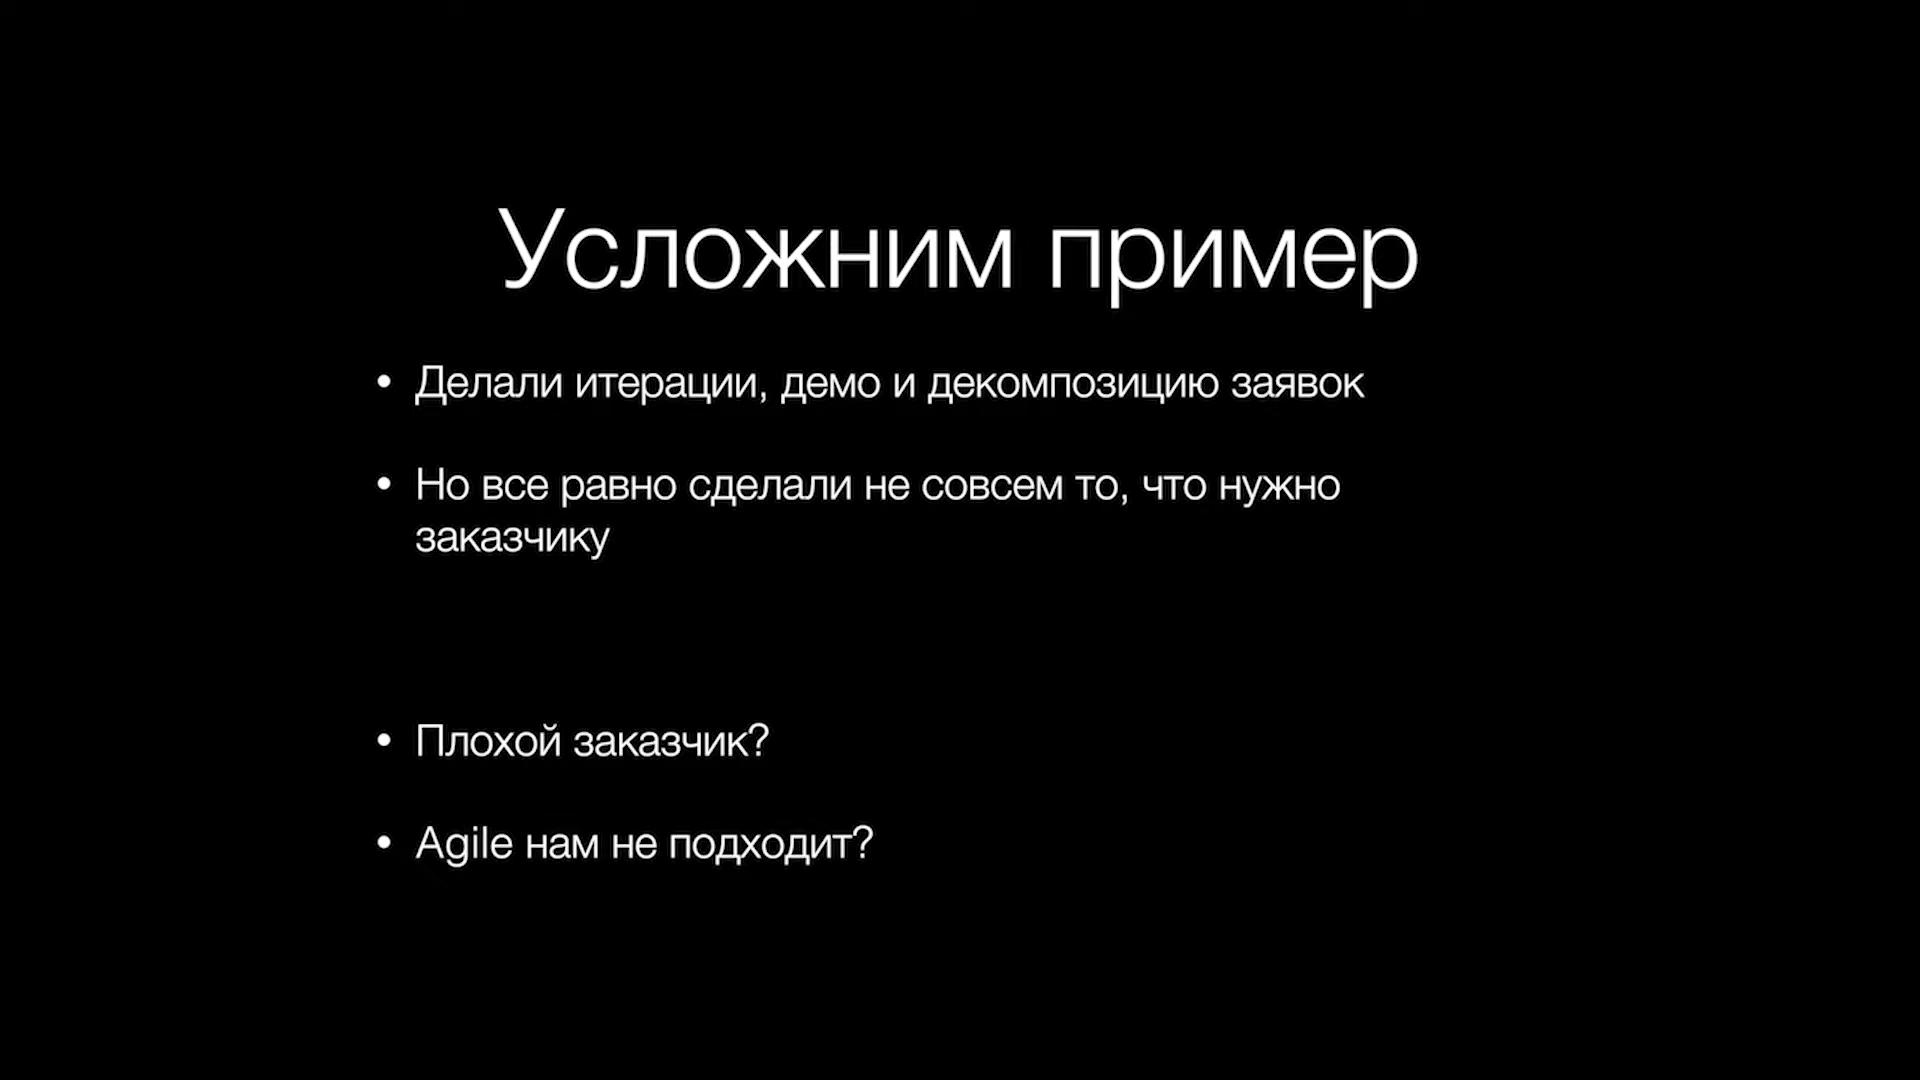 Усложним пример
• Делали итерации, демо и декомпозицию заявок
• Но все равно сделали не совсем то, что нужно
заказчику
• Плохой заказчик?
• Agile нам не подходит?